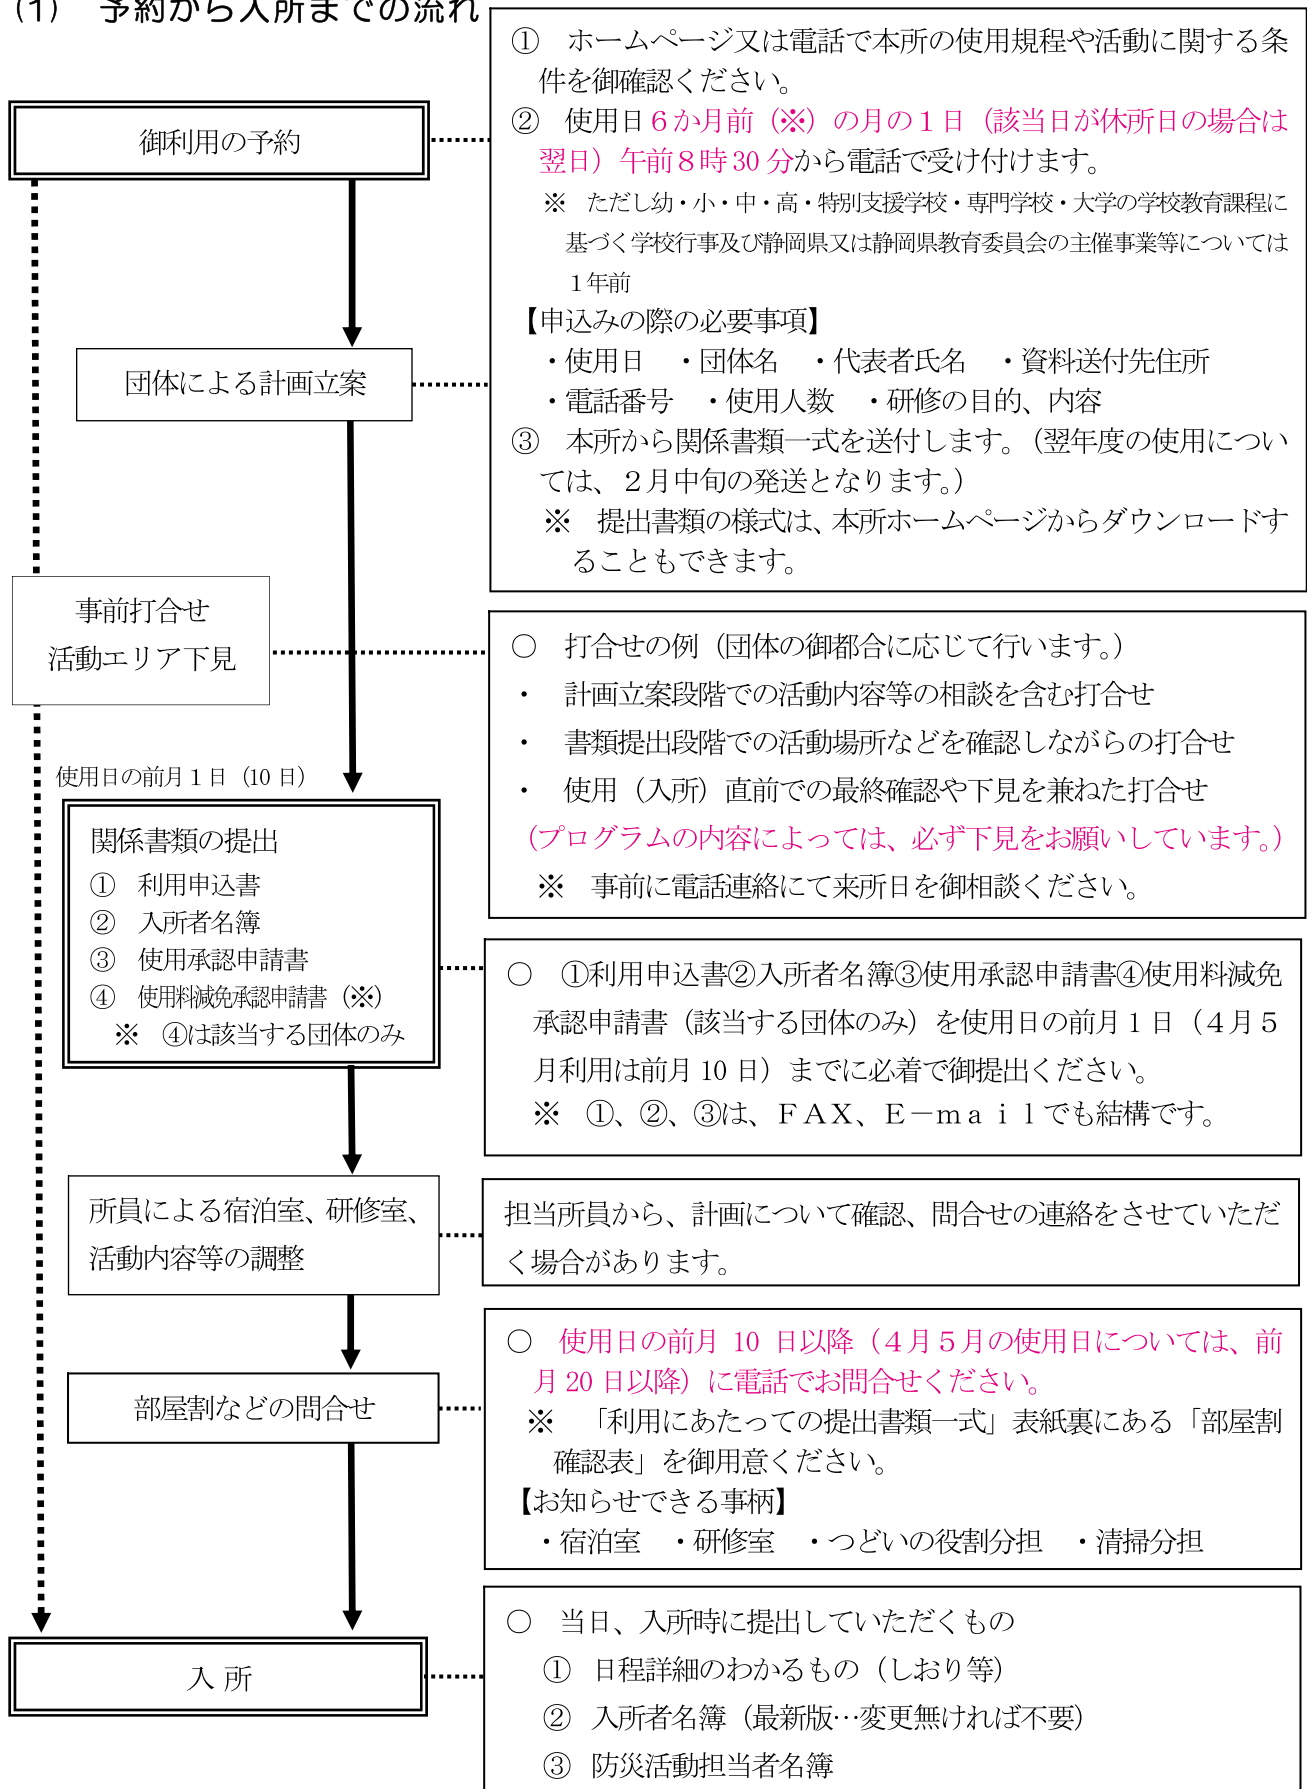 (1)　予約から入所までの流れ
御利用の予約
①　ホームページ又は電話で本所の使用規程や活動に関する条
件を御確認ください。
②　使用日６か月前（※）の月の１日（該当日が休所日の場合は
翌日）午前８時30分から電話で受け付けます。
※　ただし幼・小・中・高・特別支援学校・専門学校・大学の学校教育課程に
基づく学校行事及び静岡県又は静岡県教育委員会の主催事業等については
１年前
【申込みの際の必要事項】
・使用日　・団体名　・代表者氏名　・資料送付先住所
・電話番号　・使用人数　・研修の目的、内容
③　本所から関係書類一式を送付します。（翌年度の使用につい
ては、２月中旬の発送となります。）
※　提出書類の様式は、本所ホームページからダウンロードす
ることもできます。
団体による計画立案
事前打合せ
活動エリア下見
○　打合せの例（団体の御都合に応じて行います。）
・　計画立案段階での活動内容等の相談を含む打合せ
・　書類提出段階での活動場所などを確認しながらの打合せ
・　使用（入所）直前での最終確認や下見を兼ねた打合せ
（プログラムの内容によっては、必ず下見をお願いしています。）
※　事前に電話連絡にて来所日を御相談ください。
使用日の前月１日（10日）
関係書類の提出
①　利用申込書
②　入所者名簿
③　使用承認申請書
④　使用料減免承認申請書（※）
※　④は該当する団体のみ
○　①利用申込書②入所者名簿③使用承認申請書④使用料減免
承認申請書（該当する団体のみ）を使用日の前月１日（４月５
月利用は前月10日）までに必着で御提出ください。
※　①、②、③は、ＦＡＸ、Ｅ－ｍａｉｌでも結構です。
所員による宿泊室、研修室、
活動内容等の調整
担当所員から、計画について確認、問合せの連絡をさせていただ
く場合があります。
部屋割などの問合せ
○　使用日の前月 10 日以降（４月５月の使用日については、前
月20日以降）に電話でお問合せください。
※　「利用にあたっての提出書類一式」表紙裏にある「部屋割
確認表」を御用意ください。
【お知らせできる事柄】
・宿泊室　・研修室　・つどいの役割分担　・清掃分担
入 所
○　当日、入所時に提出していただくもの
①　日程詳細のわかるもの（しおり等）
②　入所者名簿（最新版…変更無ければ不要）
③　防災活動担当者名簿